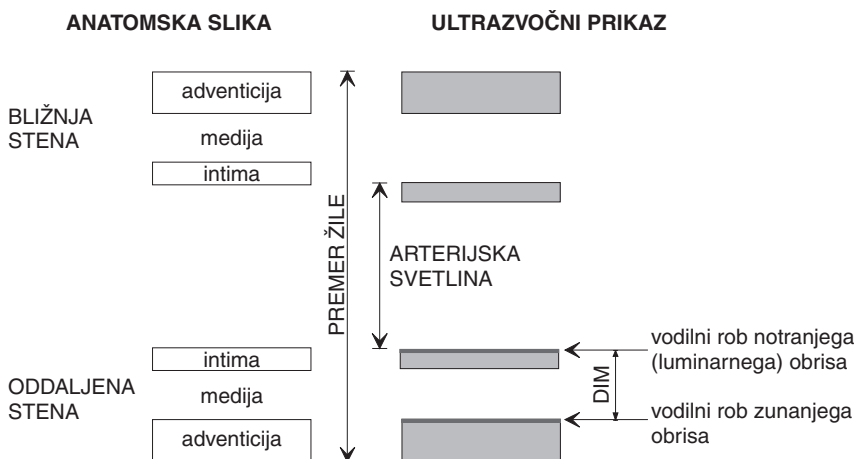 ANATOMSKA SLIKA
ULTRAZVOČNI PRIKAZ
BLIŽNJA
STENA
adventicija
medija
intima
PREMER ŽILE
ARTERIJSKA
SVETLINA
ODDALJENA
STENA
intima
medija
adventicija
DIM
vodilni rob notranjega
(luminarnega) obrisa
vodilni rob zunanjega
obrisa